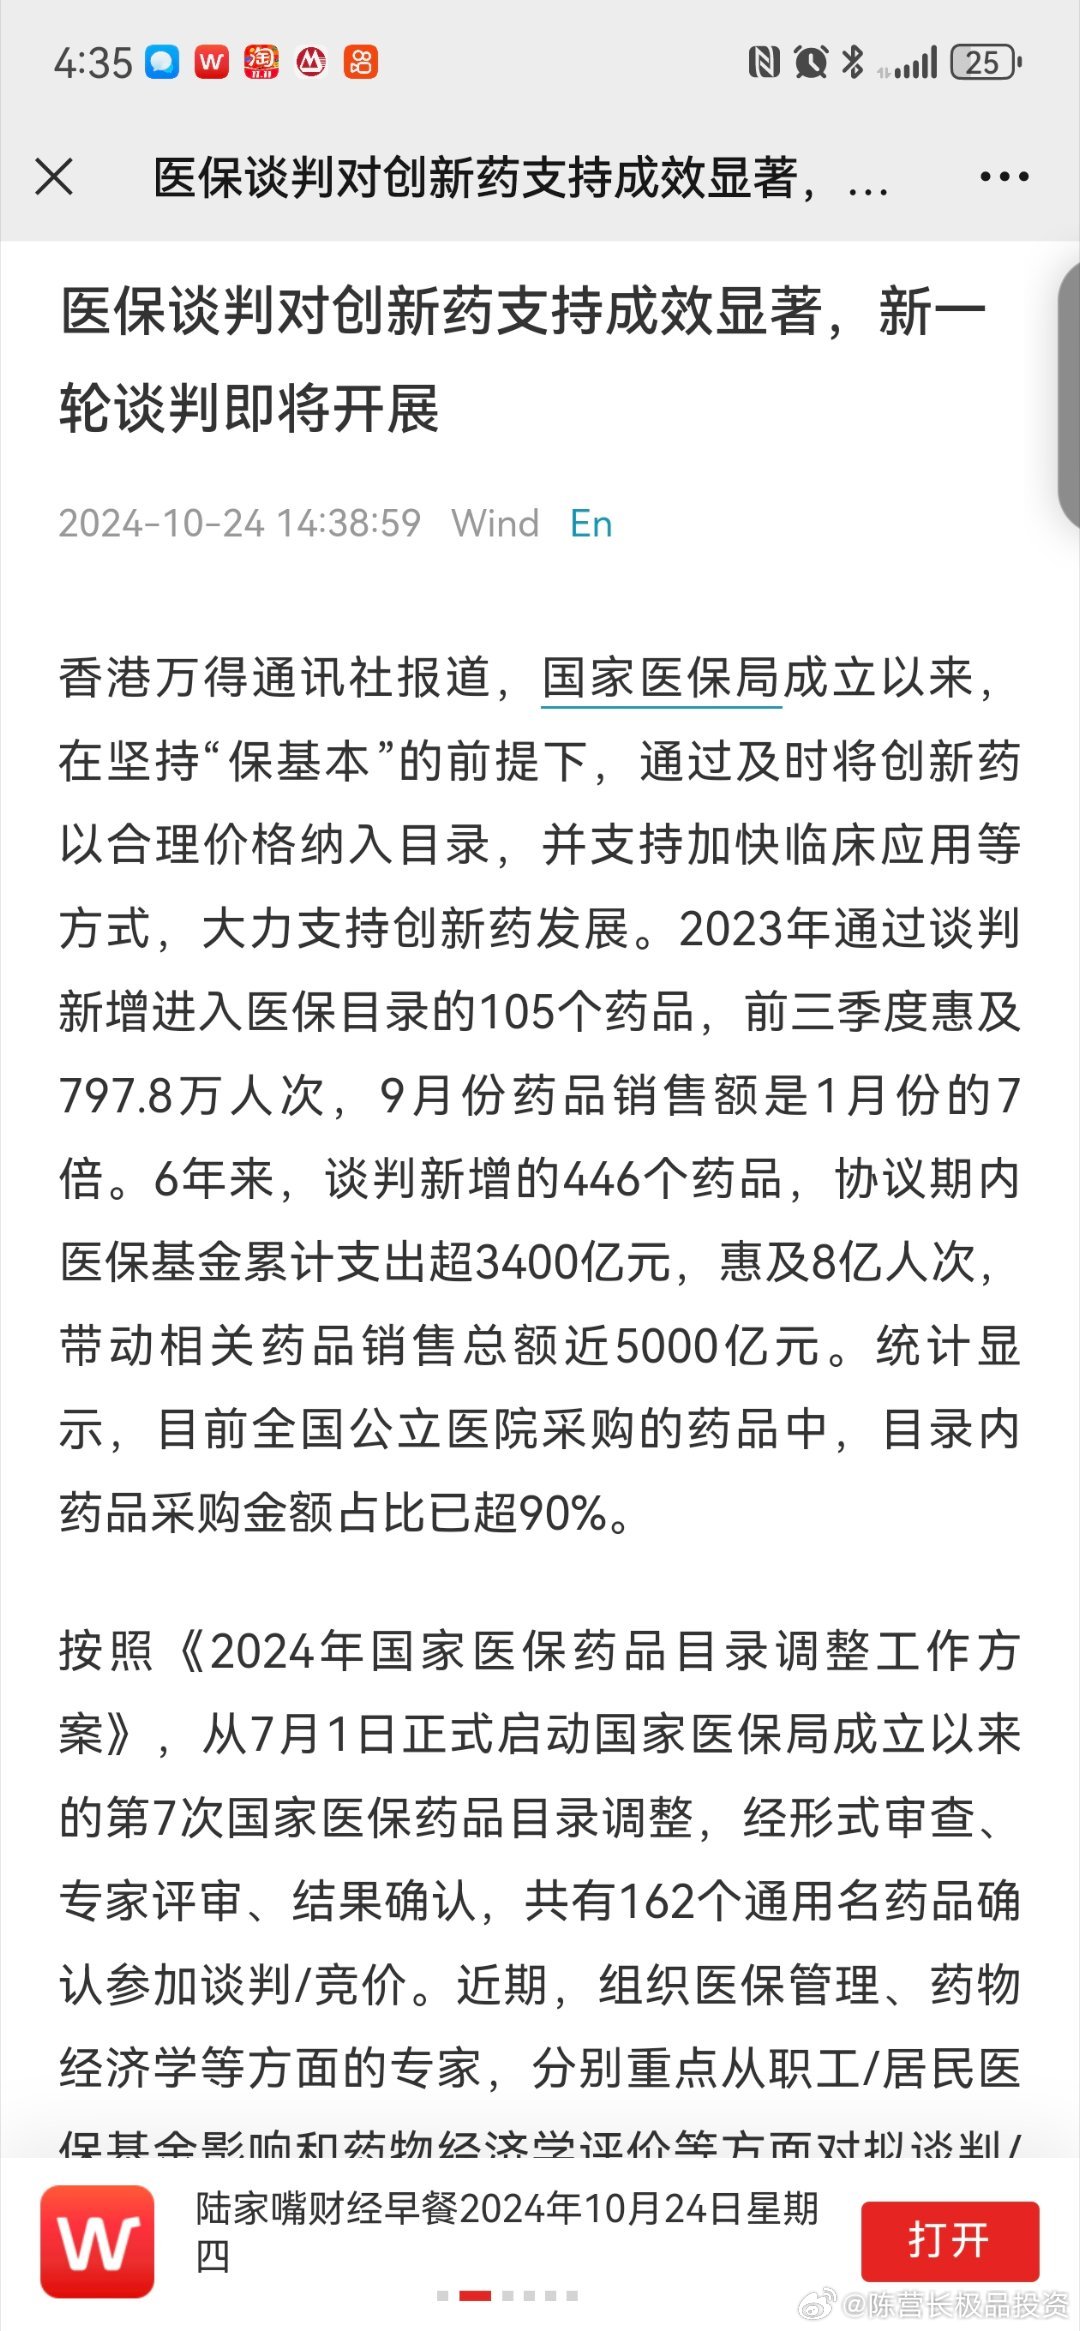 4:35
W
淘
11.11
25
医保谈判对创新药支持成效显著，...
医保谈判对创新药支持成效显著，新一
轮谈判即将开展
2024-10-24 14:38:59 Wind En
香港万得通讯社报道，国家医保局成立以来，
在坚持“保基本”的前提下，通过及时将创新药
以合理价格纳入目录，并支持加快临床应用等
方式，大力支持创新药发展。2023年通过谈判
新增进入医保目录的105个药品，前三季度惠及
797.8万人次，9月份药品销售额是1月份的7
倍。6年来，谈判新增的446个药品，协议期内
医保基金累计支出超3400亿元，惠及8亿人次，
带动相关药品销售总额近5000亿元。统计显
示，目前全国公立医院采购的药品中，目录内
药品采购金额占比已超90%。
按照《2024年国家医保药品目录调整工作方
案》，从7月1日正式启动国家医保局成立以来
的第7次国家医保药品目录调整，经形式审查、
专家评审、结果确认，共有162个通用名药品确
认参加谈判/竞价。近期，组织医保管理、药物
经济学等方面的专家，分别重点从职工/居民医
保基金影响和药物经济学评价等方面对拟谈判/
W
陆家嘴财经早餐2024年10月24日星期
四
打开
@陈营长极品投资